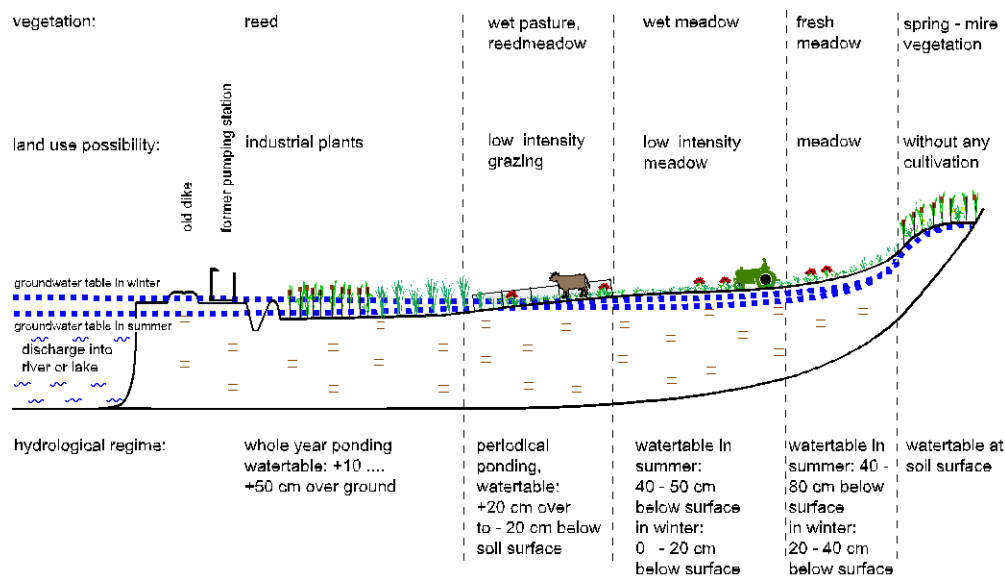 vegetation:
reed
wet pasture,
reedmeadow
wet meadow
fresh
meadow
spring - mire
vegetation
land use possibility:
old dike
former pumping station
industrial plants
low intensity
grazing
low intensity
meadow
meadow
without any
cultivation
groundwater table in winter
groundwater table in summer
discharge into
river or lake
hydrological regime:
whole year ponding
watertable: +10 ....
+50 cm over ground
periodical
ponding,
watertable:
+20 cm over
to - 20 cm below
soil surface
watertable in
summer:
40 - 50 cm
below surface
in winter:
0 - 20 cm
below surface
watertable in
summer: 40 -
80 cm below
surface
in winter:
20 - 40 cm
below surface
watertable at
soil surface